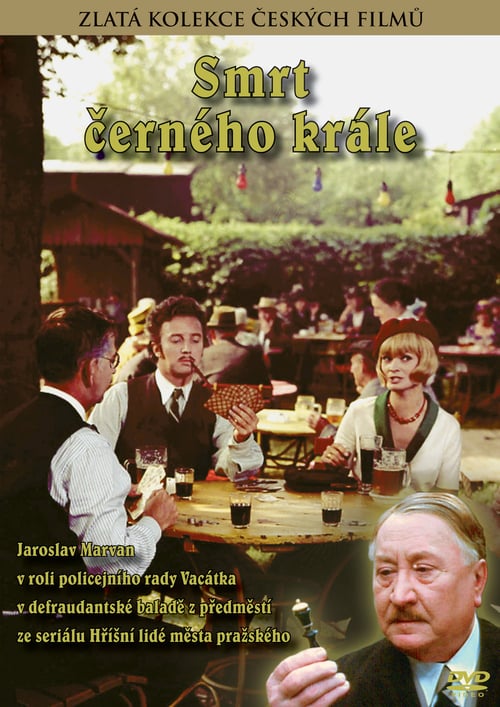 ZLATÁ KOLEKCE ČESKÝCH FILMŮ
Smrt
černého krále
Jaroslav Marvan
v roli policejního rady Vacátka
v defraudantské baladě z předměstí
ze seriálu Hříšní lidé města pražského
DVD
VIDEO